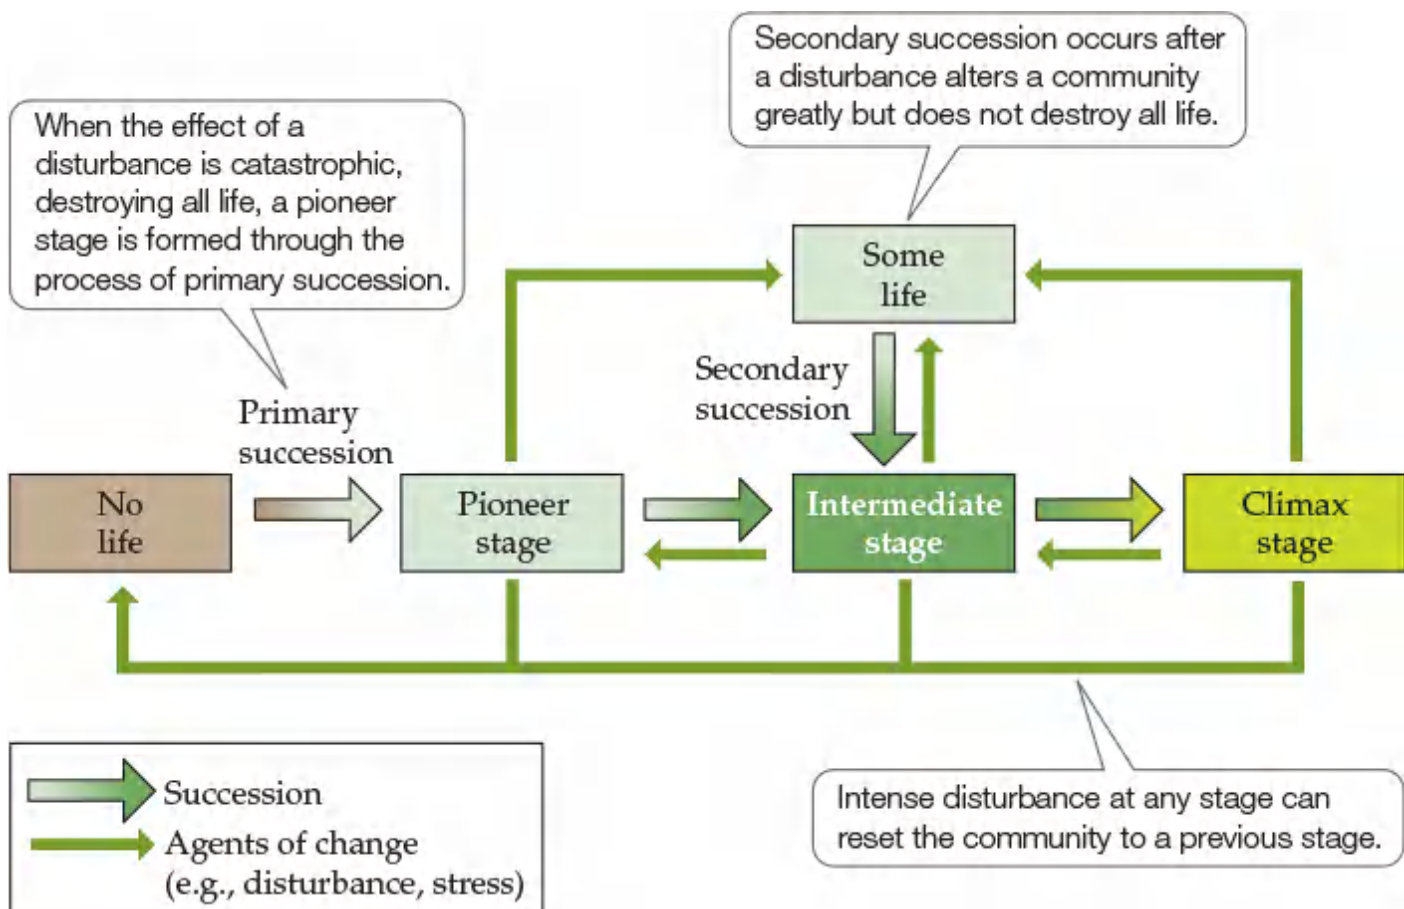 Secondary succession occurs after
a disturbance alters a community
greatly but does not destroy all life.
When the effect of a
disturbance is catastrophic,
destroying all life, a pioneer
stage is formed through the
process of primary succession.
Some
life
Secondary
succession
Primary
succession
No
life
Pioneer
stage
Intermediate
stage
Climax
stage
Succession
Agents of change
(e.g., disturbance, stress)
Intense disturbance at any stage can
reset the community to a previous stage.